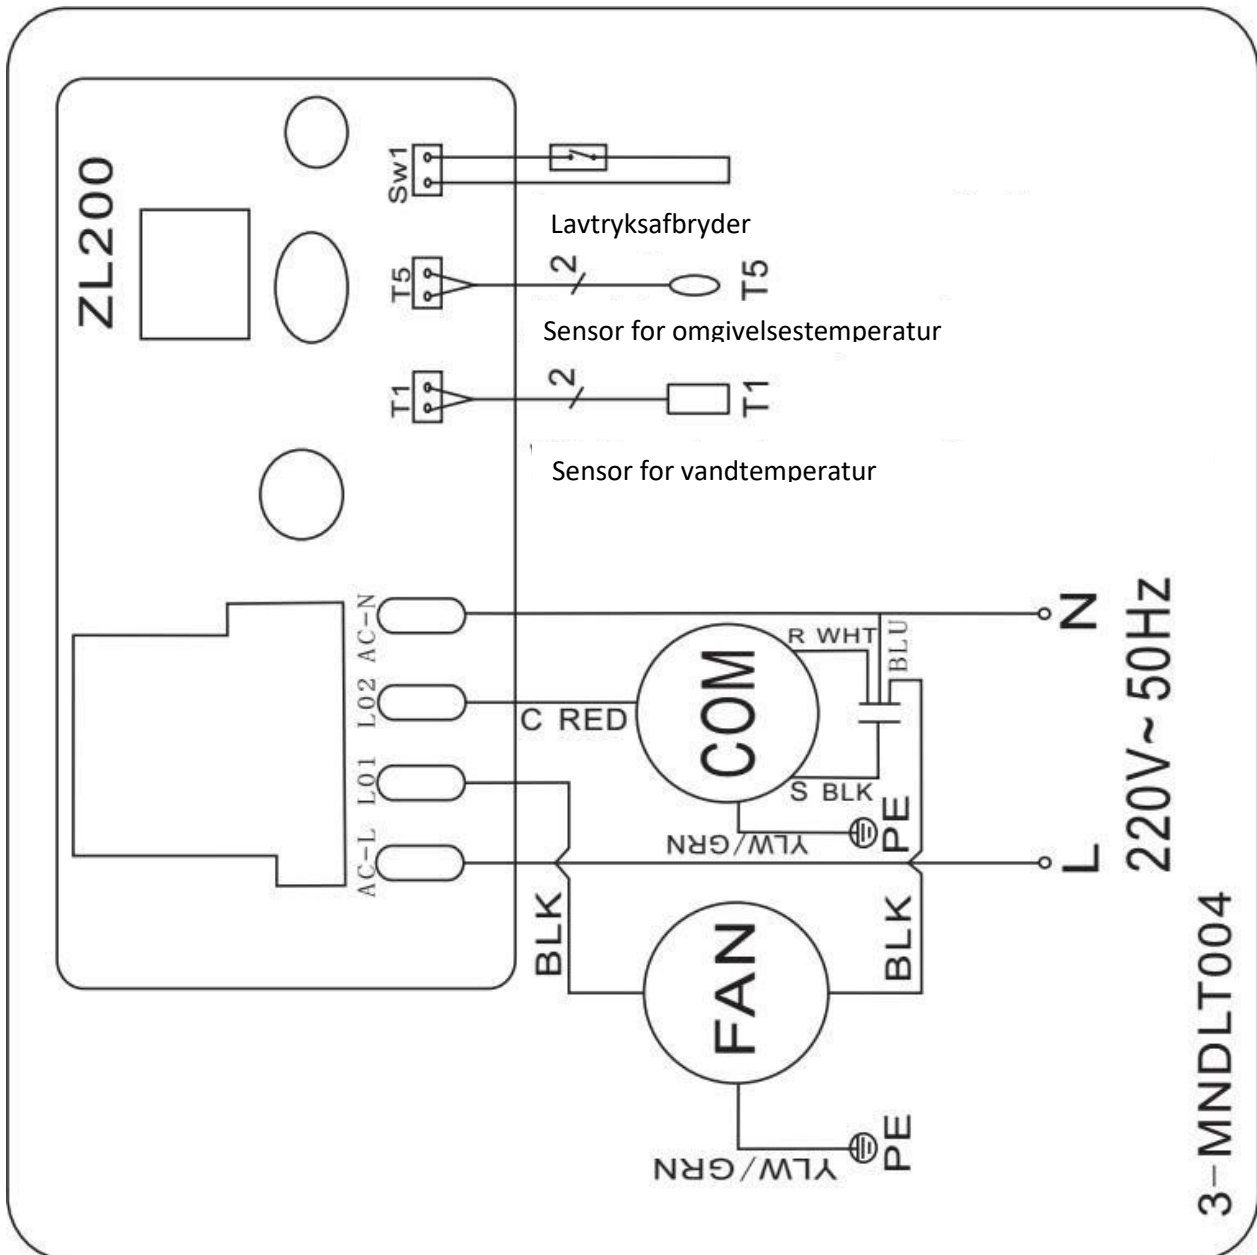 ZL200
Sw1
Lavtryksafbryder
T5
2
T5
Sensor for omgivelsestemperatur
T1
2
T1
Sensor for vandtemperatur
AC-N
L02
L01
AC-L
C RED
COM
R WHT
BLU
S BLK
YLW/GRN
PE
BLK
FAN
BLK
YLW/GRN
PE
N
L
220V~50Hz
3-MNDLT004